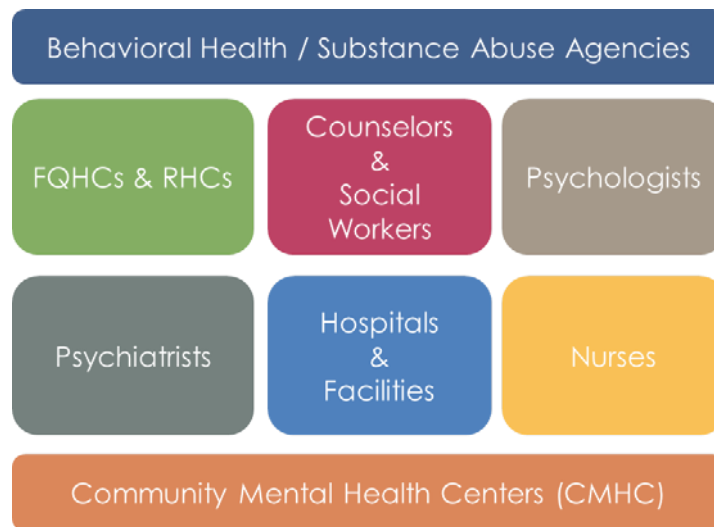 Behavioral Health / Substance Abuse Agencies
FQHCs & RHCs
Counselors
&
Social
Workers
Psychologists
Psychiatrists
Hospitals
&
Facilities
Nurses
Community Mental Health Centers (CMHC)